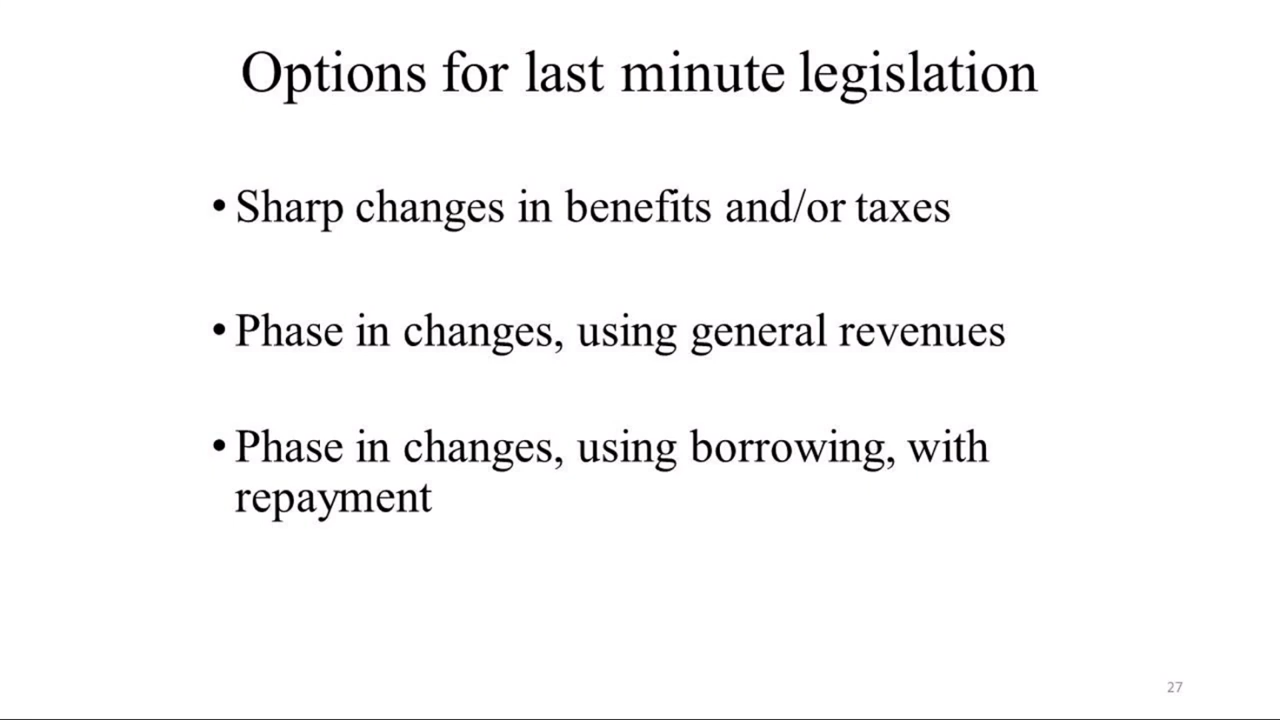 Options for last minute legislation
• Sharp changes in benefits and/or taxes
• Phase in changes, using general revenues
• Phase in changes, using borrowing, with
repayment
27